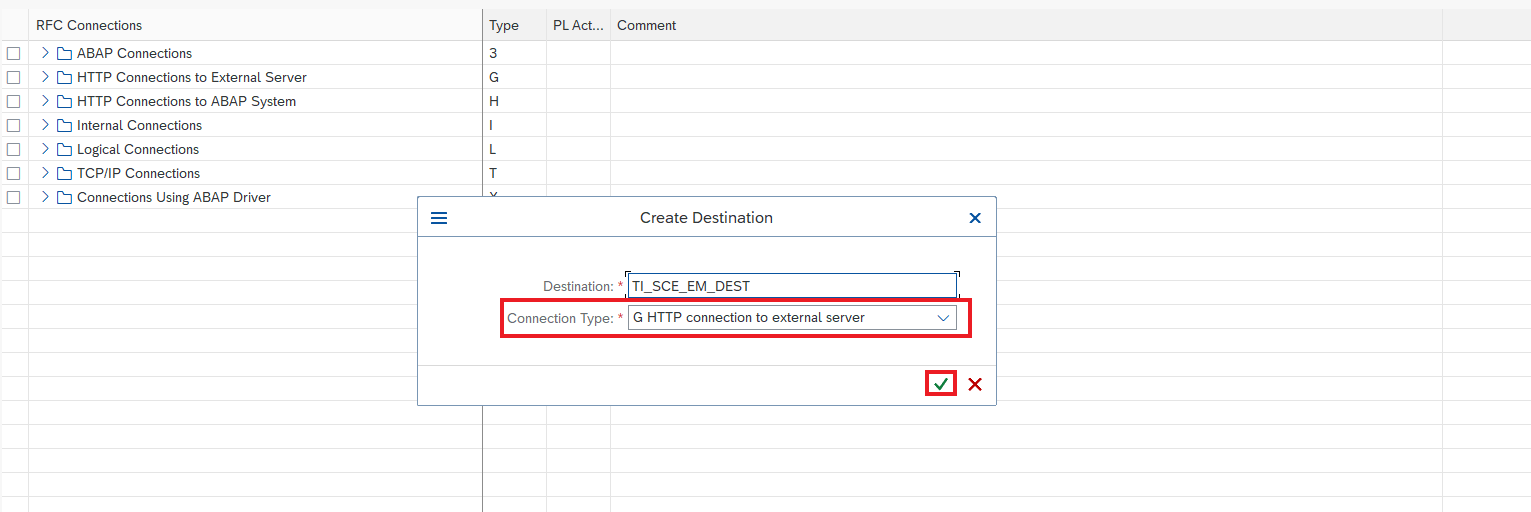 RFC Connections Type PL Act... Comment
ABAP Connections 3
HTTP Connections to External Server G
HTTP Connections to ABAP System H
Internal Connections I
Logical Connections L
TCP/IP Connections T
Connections Using ABAP Driver
Create Destination
Destination: * TI_SCE_EM_DEST
Connection Type: * G HTTP connection to external server